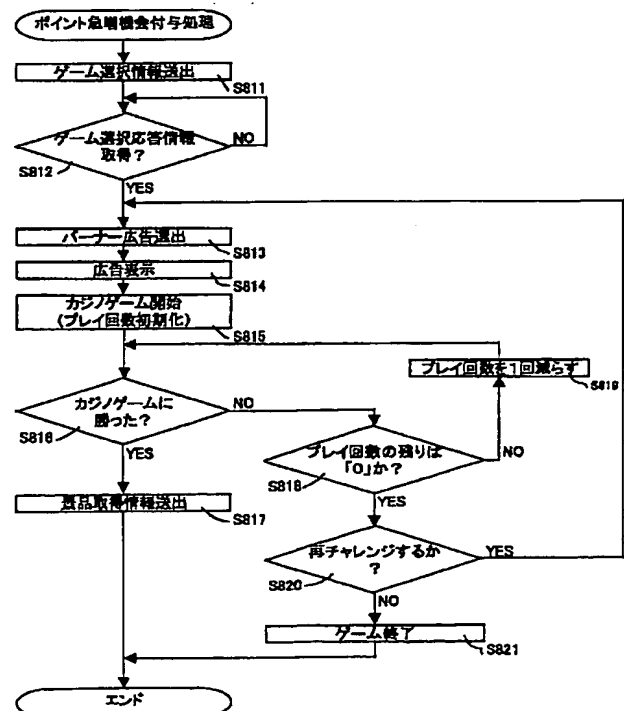 ポイント急増機会付与処理
ゲーム選択情報送出
S811
ゲーム選択応答情報
取得？
NO
S812
YES
バーナー広告選出
S813
広告表示
S814
カジノゲーム開始
(プレイ回数初期化)
S815
プレイ回数を1回減らす
S819
カジノゲームに
勝った？
NO
S816
YES
プレイ回数の残りは
「0」か？
NO
S818
YES
景品取得情報送出
S817
再チャレンジするか
？
YES
S820
NO
ゲーム終了
S821
エンド